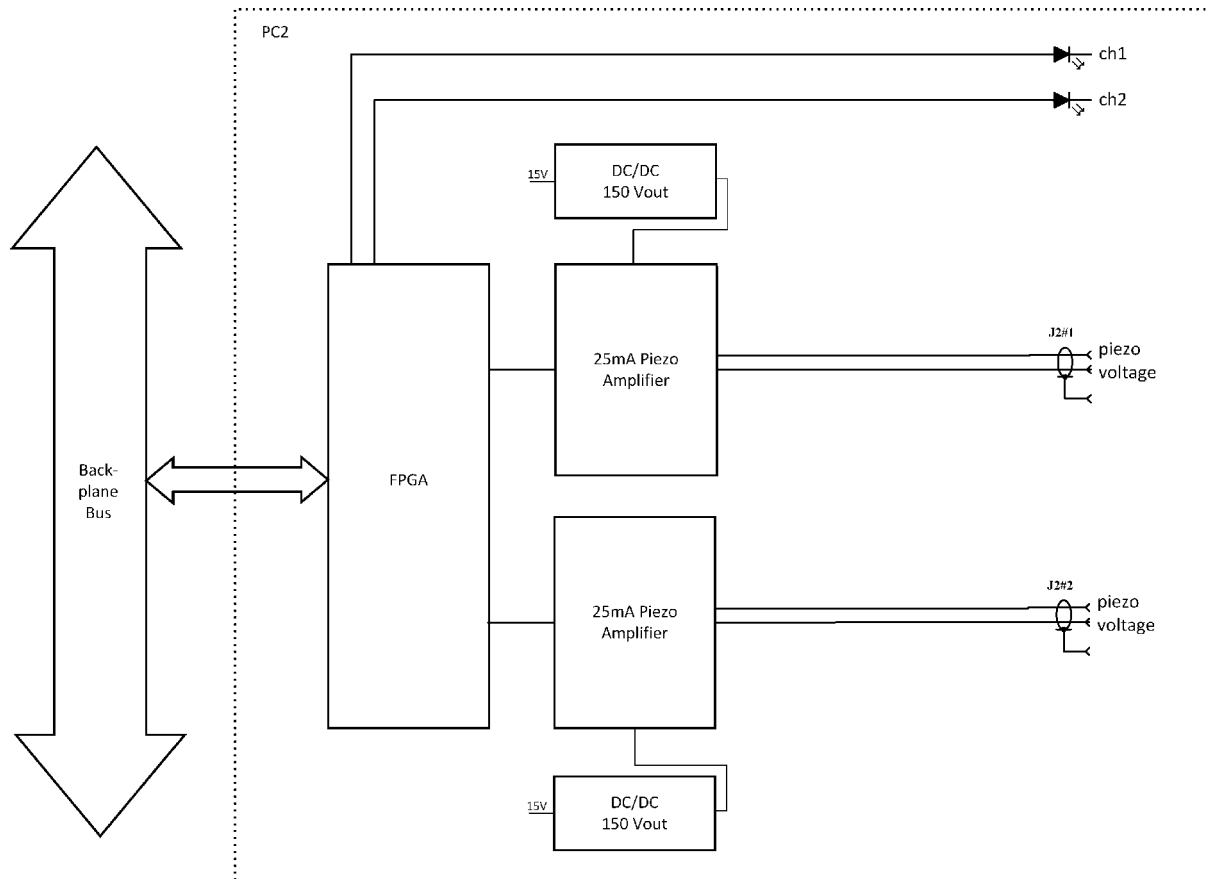 PC2
ch1
ch2
DC/DC
150 Vout
15V
J2#1
25mA Piezo
Amplifier
piezo
voltage
Back-
plane
Bus
FPGA
J2#2
25mA Piezo
Amplifier
piezo
voltage
DC/DC
150 Vout
15V